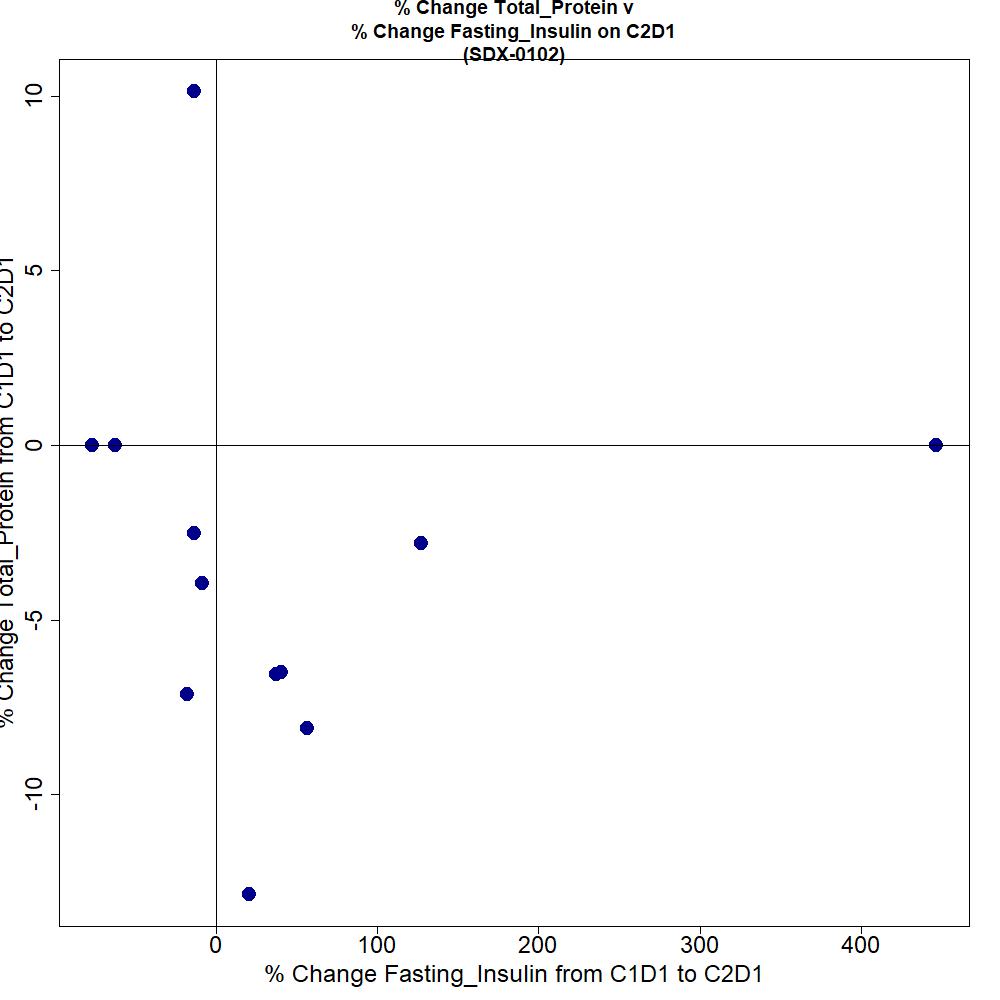 % Change Total_Protein v
% Change Fasting_Insulin on C2D1
(SDX-0102)
% Change Total_Protein from C1D1 to C2D1
10
5
0
-5
-10
0
100
200
300
400
% Change Fasting_Insulin from C1D1 to C2D1